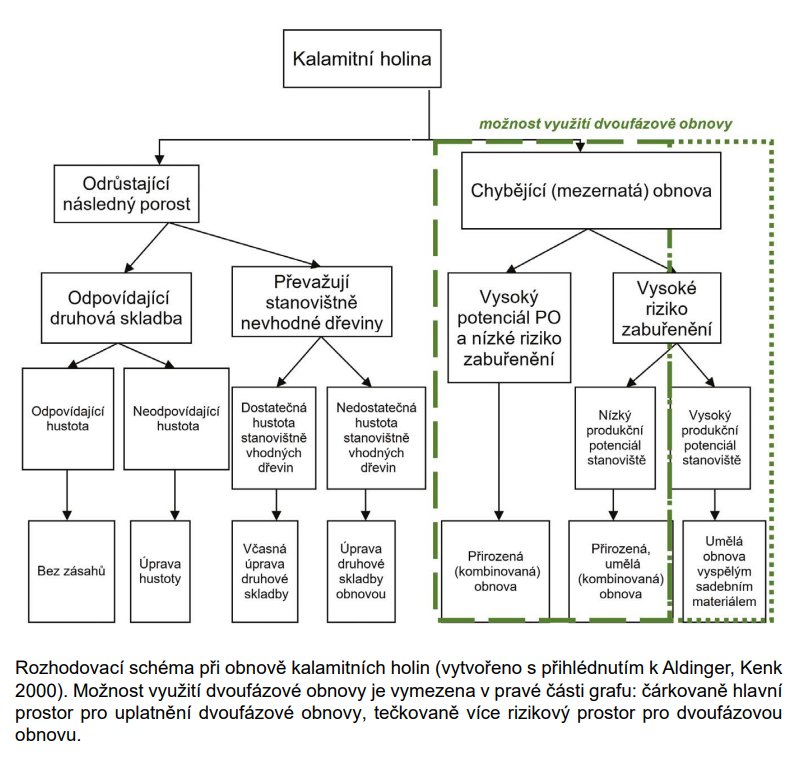 Kalamitní holina
možnost využití dvoufázově obnovy
Odrůstající
následný porost
Chybějící (mezernatá) obnova
Odpovídající
druhová skladba
Převažují
stanovištně
nevhodné dřeviny
Vysoký
potenciál PO
a nízké riziko
zabuřenění
Vysoké
riziko
zabuřenění
Odpovídající
hustota
Neodpovídající
hustota
Dostatečná
hustota
stanovištně
vhodných
dřevin
Nedostatečná
hustota
stanovištně
vhodných
dřevin
Nízký
produkční
potenciál
stanoviště
Vysoký
produkční
potenciál
stanoviště
Bez zásahů
Úprava
hustoty
Včasná
úprava
druhové
skladby
Úprava
druhové
skladby
obnovou
Přirozená
(kombinovaná)
obnova
Přirozená,
umělá
(kombinovaná)
obnova
Umělá
obnova
vyspělým
sadebním
materiálem
Rozhodovací schéma při obnově kalamitních holin (vytvořeno s přihlédnutím k Aldinger, Kenk
2000). Možnost využití dvoufázové obnovy je vymezena v pravé části grafu: čárkovaně hlavní
prostor pro uplatnění dvoufázové obnovy, tečkovaně více rizikový prostor pro dvoufázovou
obnovu.